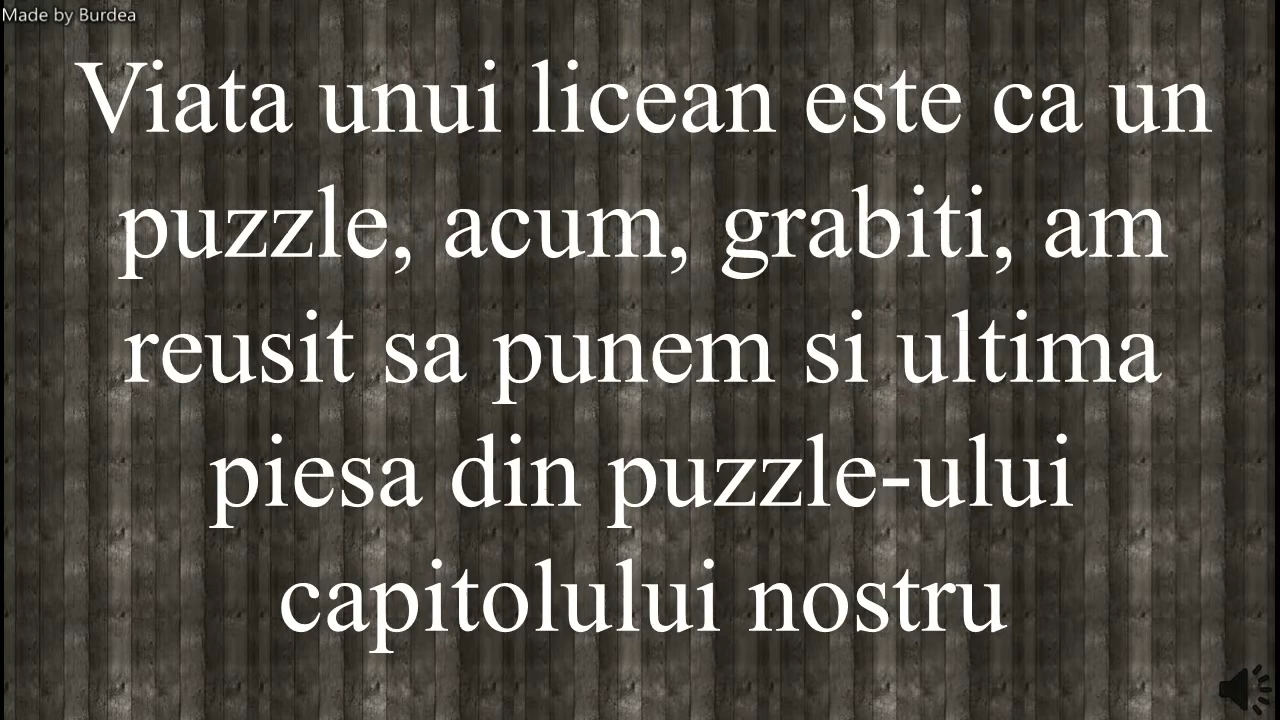 Made by Burdea
Viata unui licean este ca un
puzzle, acum, grabiti, am
reusit sa punem si ultima
piesa din puzzle-ului
capitolului nostru